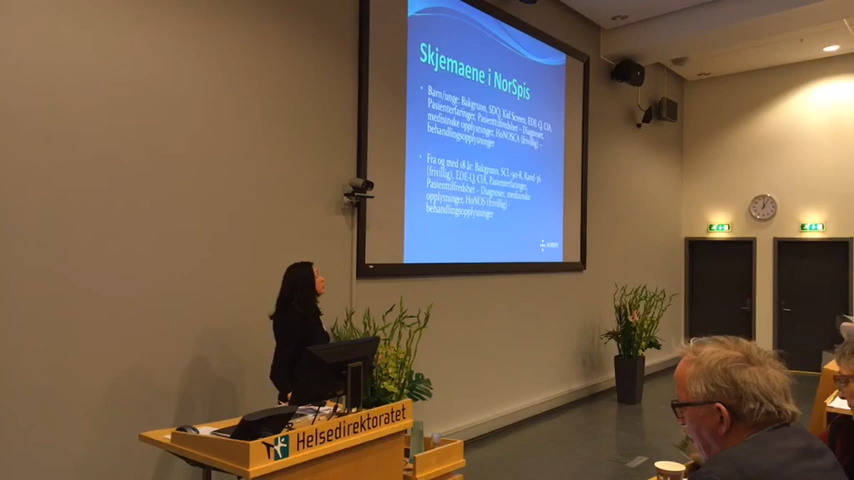 Skjemaene i NorSpis
• Barn/unge: Bakgrunn, SDQ, Kid Screen, EDE-Q, CIA,
Pasienterfaringer, Pasienttilfredshet – Diagnoser,
medisinske opplysninger, HoNOSCA (frivillig) –
behandlingsopplysninger
• Fra og med 18 år: Bakgrunn, SCL-90-R, Rand-36
(frivillig), EDE-Q, CIA, Pasienterfaringer,
Pasienttilfredshet – Diagnoser, medisinske
opplysninger, HoNOS (frivillig) –
behandlingsopplysninger
NORSPIS
Helsedirektoratet